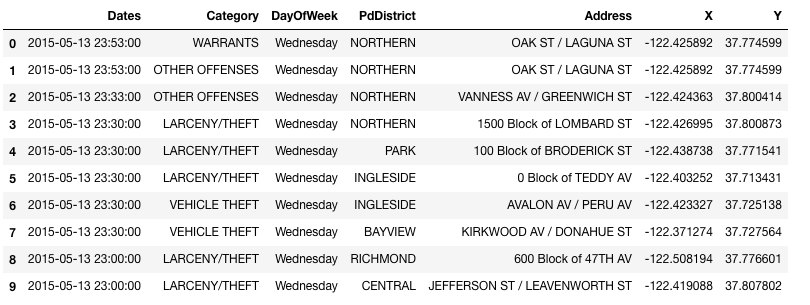 Dates Category DayOfWeek PdDistrict Address X Y
0 2015-05-13 23:53:00 WARRANTS Wednesday NORTHERN OAK ST / LAGUNA ST -122.425892 37.774599
1 2015-05-13 23:53:00 OTHER OFFENSES Wednesday NORTHERN OAK ST / LAGUNA ST -122.425892 37.774599
2 2015-05-13 23:33:00 OTHER OFFENSES Wednesday NORTHERN VANNESS AV / GREENWICH ST -122.424363 37.800414
3 2015-05-13 23:30:00 LARCENY/THEFT Wednesday NORTHERN 1500 Block of LOMBARD ST -122.426995 37.800873
4 2015-05-13 23:30:00 LARCENY/THEFT Wednesday PARK 100 Block of BRODERICK ST -122.438738 37.771541
5 2015-05-13 23:30:00 LARCENY/THEFT Wednesday INGLESIDE 0 Block of TEDDY AV -122.403252 37.713431
6 2015-05-13 23:30:00 VEHICLE THEFT Wednesday INGLESIDE AVALON AV / PERU AV -122.423327 37.725138
7 2015-05-13 23:30:00 VEHICLE THEFT Wednesday BAYVIEW KIRKWOOD AV / DONAHUE ST -122.371274 37.727564
8 2015-05-13 23:00:00 LARCENY/THEFT Wednesday RICHMOND 600 Block of 47TH AV -122.508194 37.776601
9 2015-05-13 23:00:00 LARCENY/THEFT Wednesday CENTRAL JEFFERSON ST / LEAVENWORTH ST -122.419088 37.807802